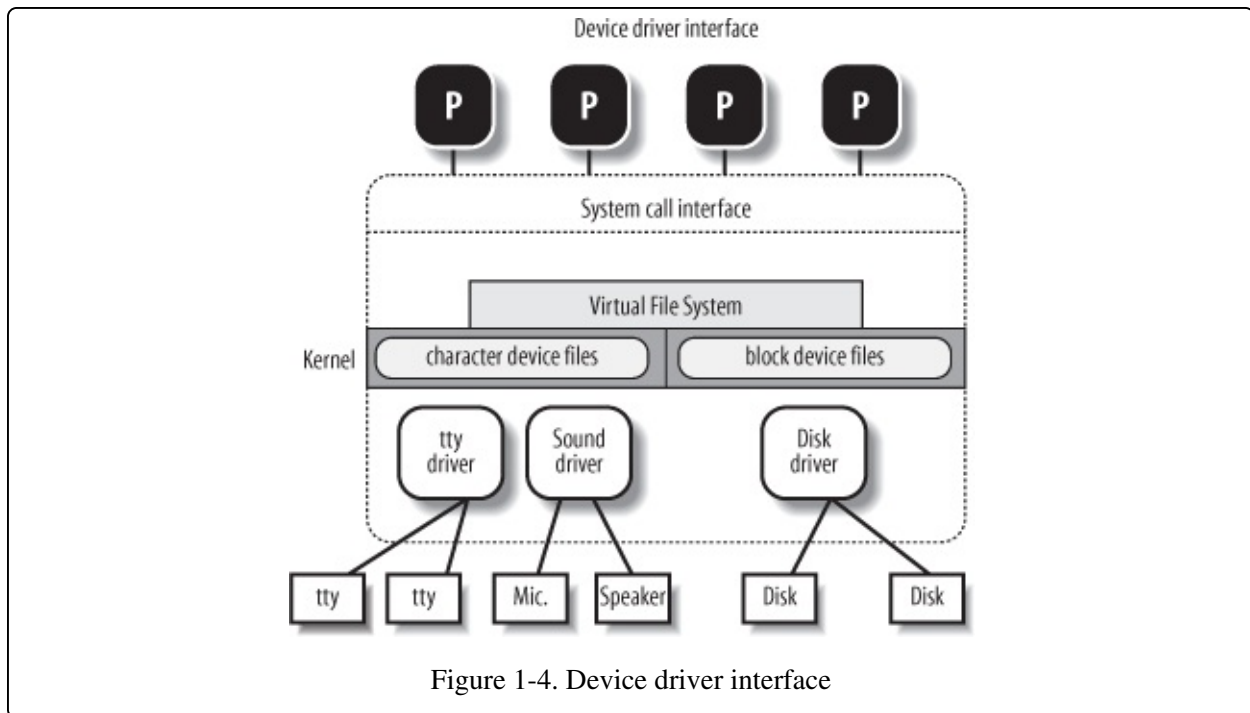 Device driver interface
P P P P
System call interface
Virtual File System
Kernel
character device files
block device files
tty
driver
Sound
driver
Disk
driver
tty
tty
Mic.
Speaker
Disk
Disk
Figure 1-4. Device driver interface